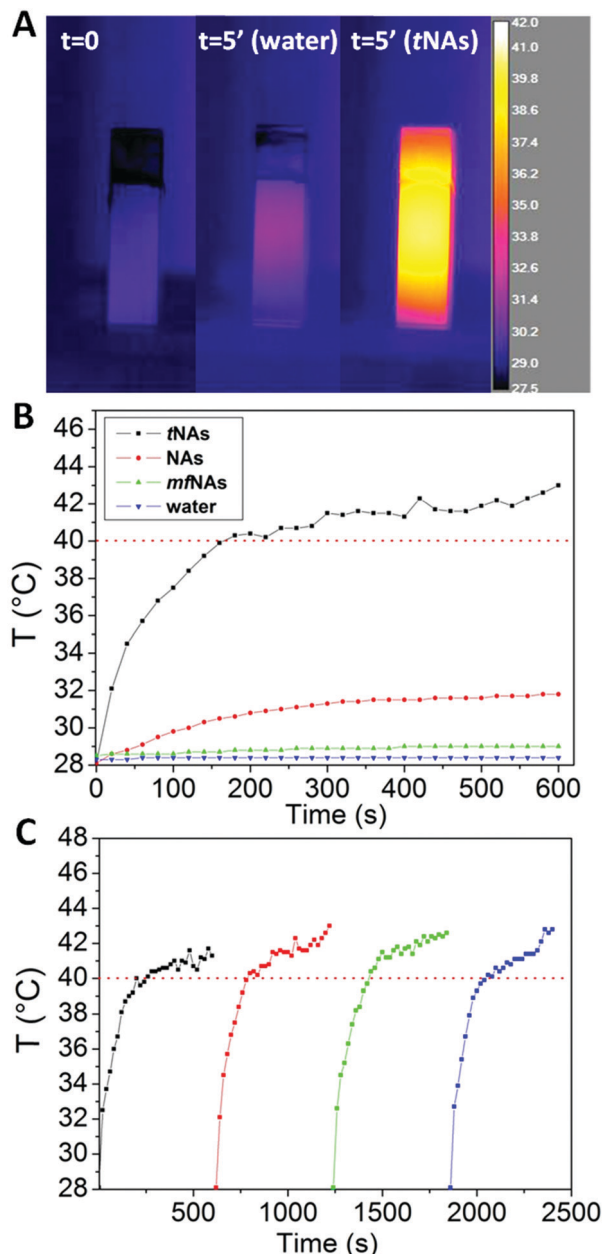 A
t=0
t=5' (water)
t=5' (tNAs)
42.0
41.0
39.8
38.6
37.4
36.2
35.0
33.8
32.6
31.4
30.2
29.0
27.5
B
46
44
42
40
38
36
34
32
30
28
T (°C)
tNAs
NAs
mfNAs
water
0 100 200 300 400 500 600
Time (s)
C
48
46
44
42
40
38
36
34
32
30
28
T (°C)
500 1000 1500 2000 2500
Time (s)